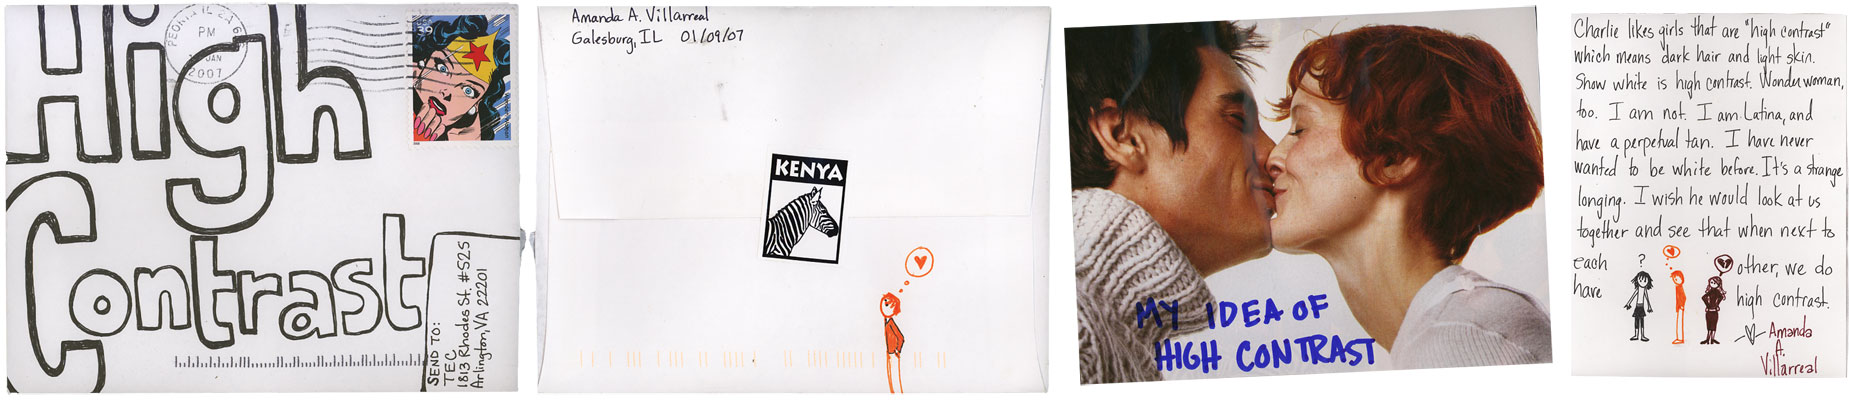 High
Contrast
PEORIA IL
PM
JAN
2007
USA
39
SEND TO:
TEC
1813 Rhodes St. #525
Arlington, VA 22201
Amanda A. Villarreal
Galesburg, IL 01/09/07
KENYA
MY IDEA OF
HIGH CONTRAST
Charlie likes girls that are "high contrast"
which means dark hair and light skin.
Snow white is high contrast. Wonder woman,
too. I am not. I am Latina, and
have a perpetual tan. I have never
wanted to be white before. It's a strange
longing. I wish he would look at us
together and see that when next to
each ? other, we do
have high contrast.
Amanda
A.
Villarreal